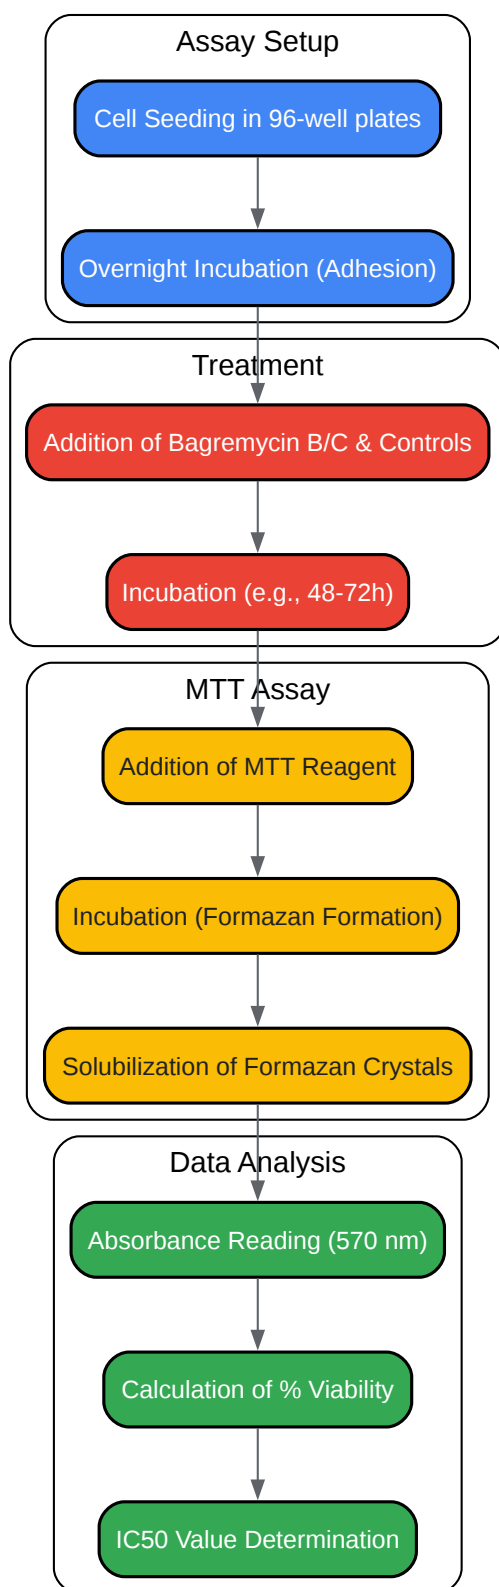 Assay Setup
Cell Seeding in 96-well plates
Overnight Incubation (Adhesion)
Treatment
Addition of Bagremycin B/C & Controls
Incubation (e.g., 48-72h)
MTT Assay
Addition of MTT Reagent
Incubation (Formazan Formation)
Solubilization of Formazan Crystals
Data Analysis
Absorbance Reading (570 nm)
Calculation of % Viability
IC50 Value Determination